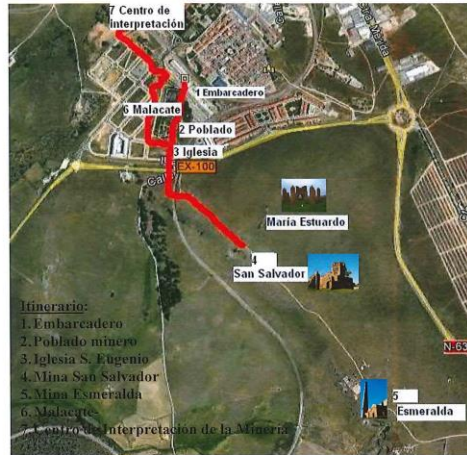 7 Centro de
interpretación
1 Embarcadero
6 Malacate
2 Poblado
3 Iglesia
EX-100
María Estuardo
4
San Salvador
Itinerario:
1.Embarcadero
2.Poblado minero
3.Iglesia S. Eugenio
4.Mina San Salvador
5.Mina Esmeralda
6.Malacate
7.Centro de Interpretación de la Minería
N-63
5
Esmeralda